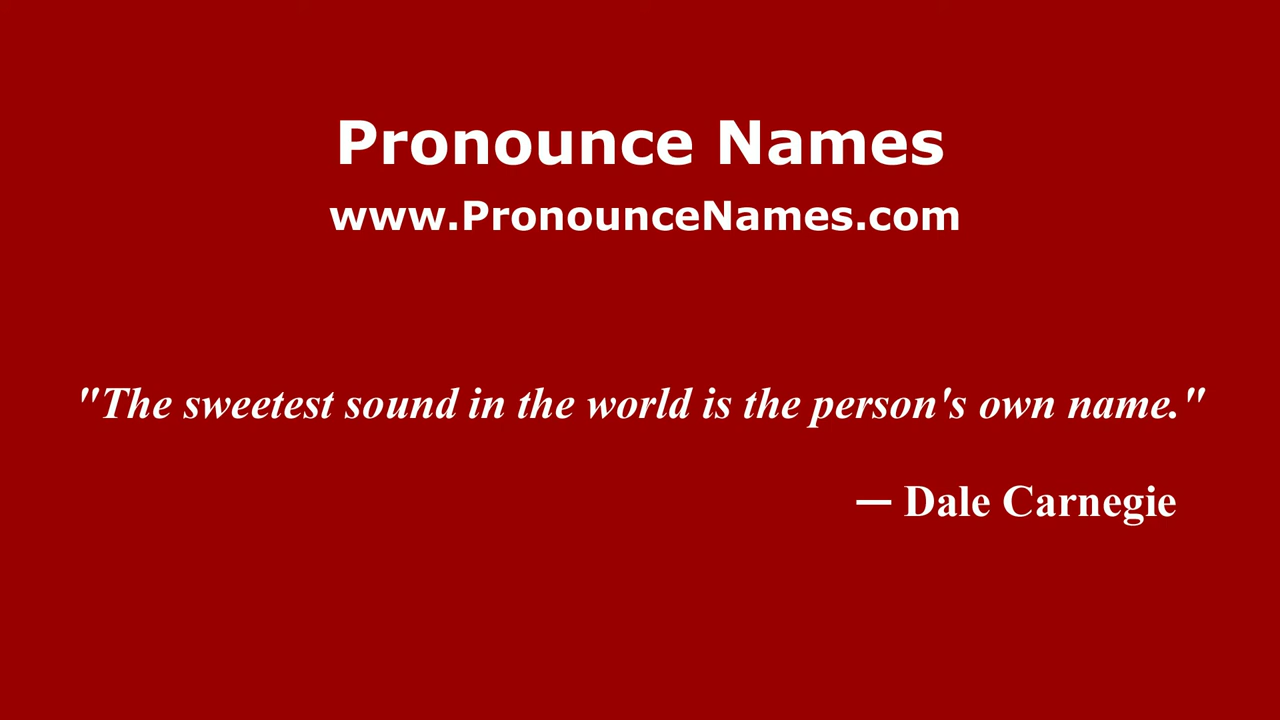 Pronounce Names
www.PronounceNames.com
"The sweetest sound in the world is the person's own name."
— Dale Carnegie